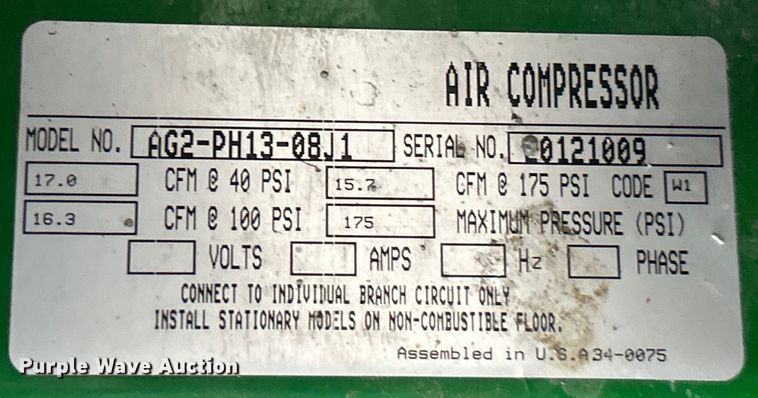 AIR COMPRESSOR
MODEL NO. AG2-PH13-08J1 SERIAL NO. 20121009
17.0 CFM @ 40 PSI 15.7 CFM @ 175 PSI CODE W1
16.3 CFM @ 100 PSI 175 MAXIMUM PRESSURE (PSI)
VOLTS AMPS Hz PHASE
CONNECT TO INDIVIDUAL BRANCH CIRCUIT ONLY
INSTALL STATIONARY MODELS ON NON-COMBUSTIBLE FLOOR.
Assembled in U.S.A34-0075
Purple Wave Auction